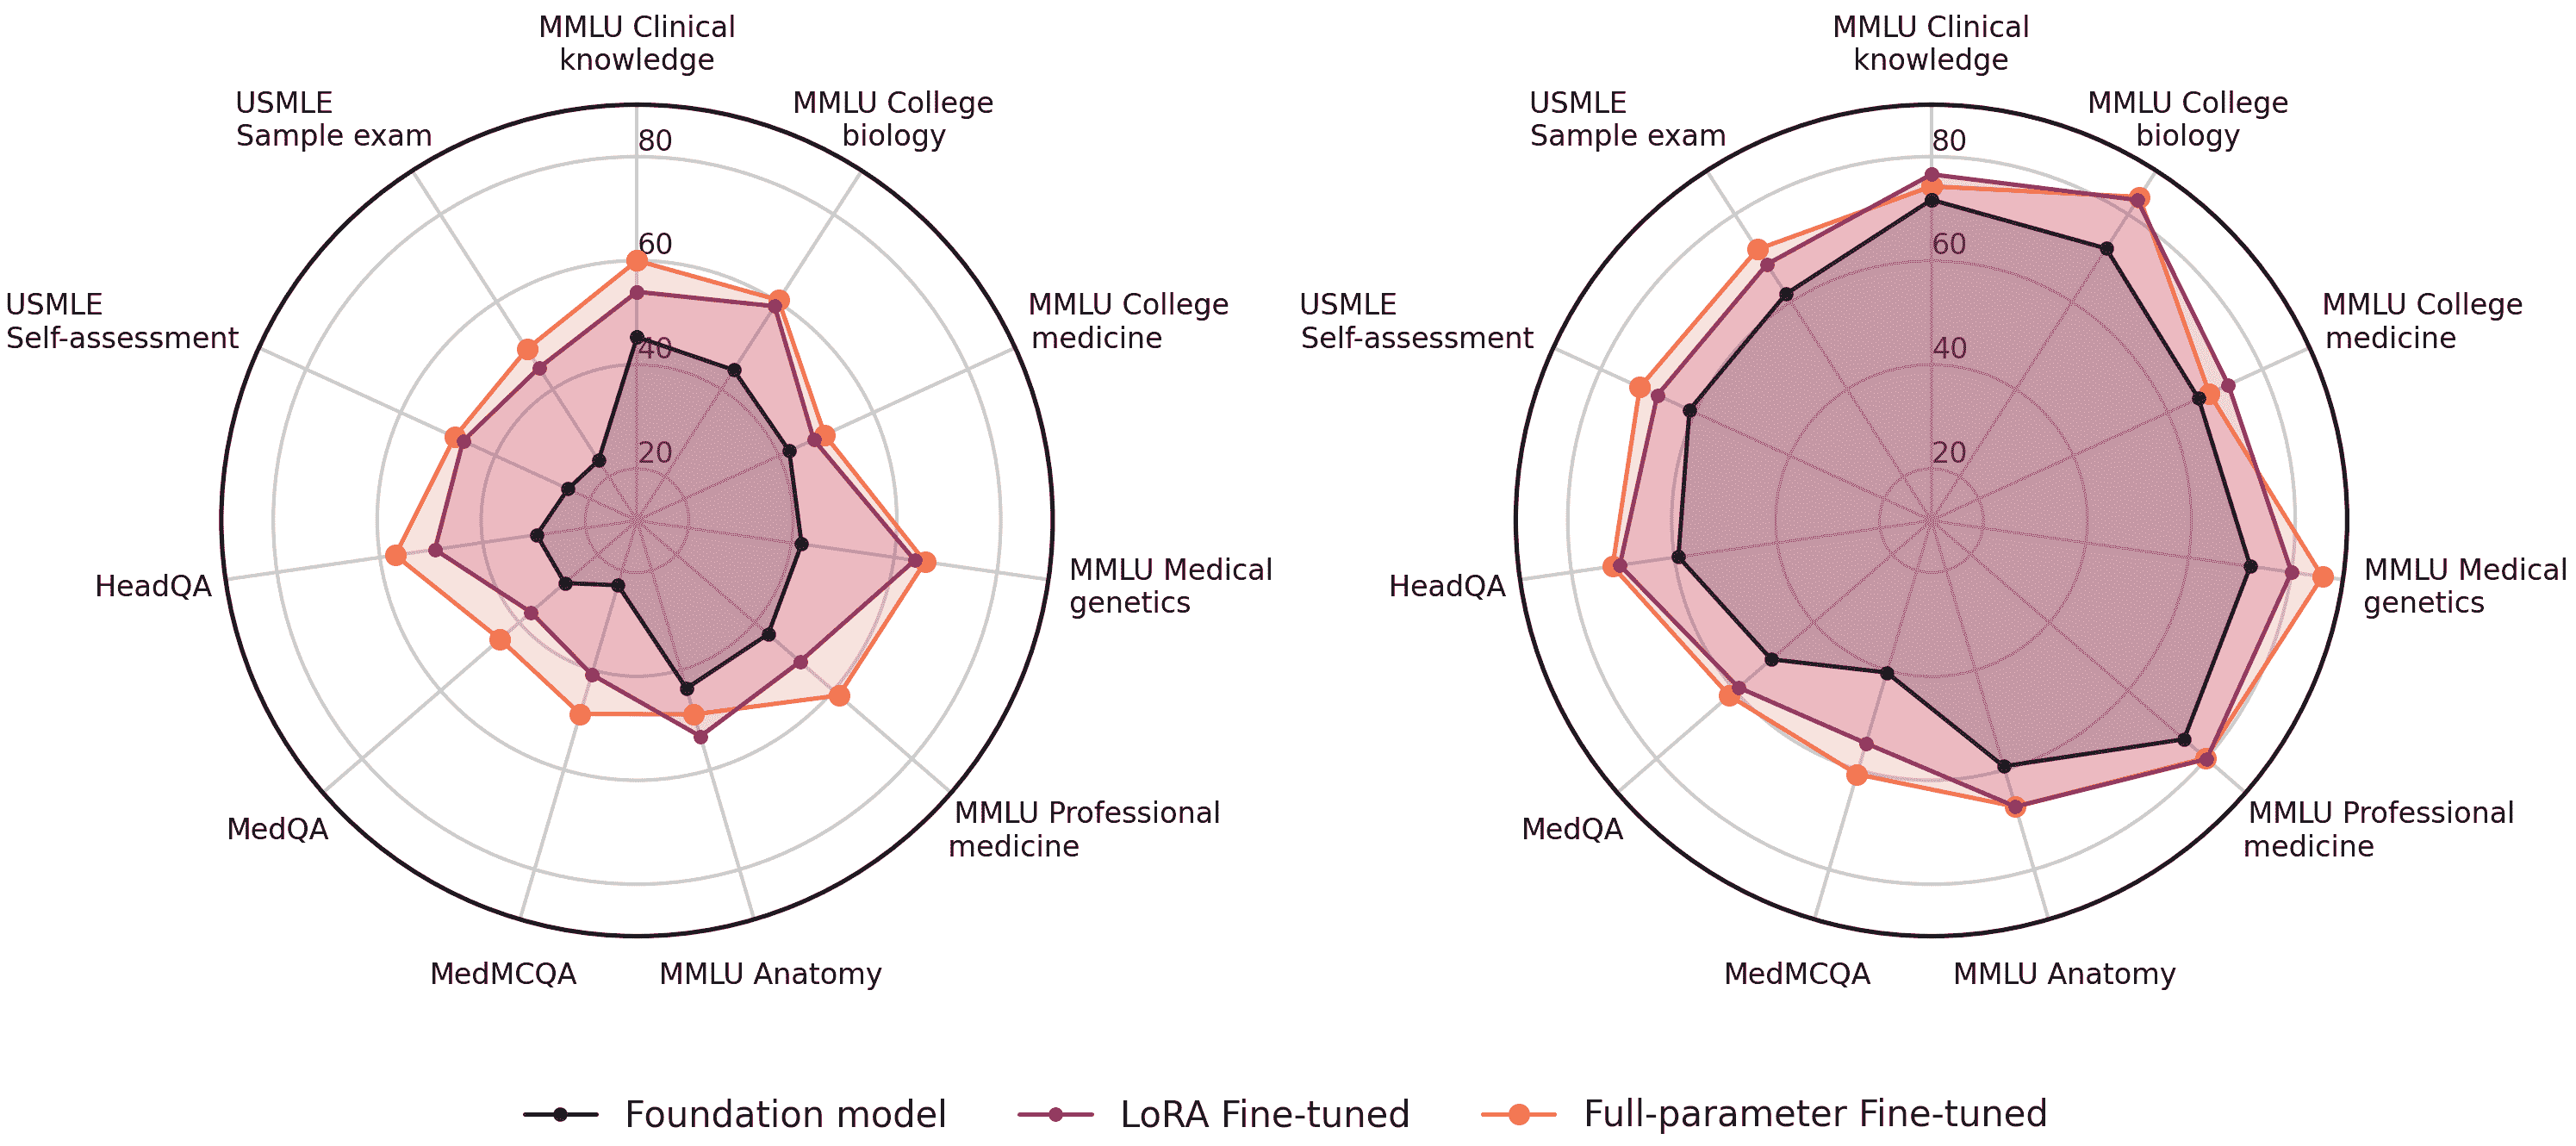 MMLU Clinical
knowledge
MMLU College
biology
MMLU College
medicine
MMLU Medical
genetics
MMLU Professional
medicine
MMLU Anatomy
MedMCQA
MedQA
HeadQA
USMLE
Self-assessment
USMLE
Sample exam
80
60
40
20
MMLU Clinical
knowledge
MMLU College
biology
MMLU College
medicine
MMLU Medical
genetics
MMLU Professional
medicine
MMLU Anatomy
MedMCQA
MedQA
HeadQA
USMLE
Self-assessment
USMLE
Sample exam
80
60
40
20
Foundation model
LoRA Fine-tuned
Full-parameter Fine-tuned